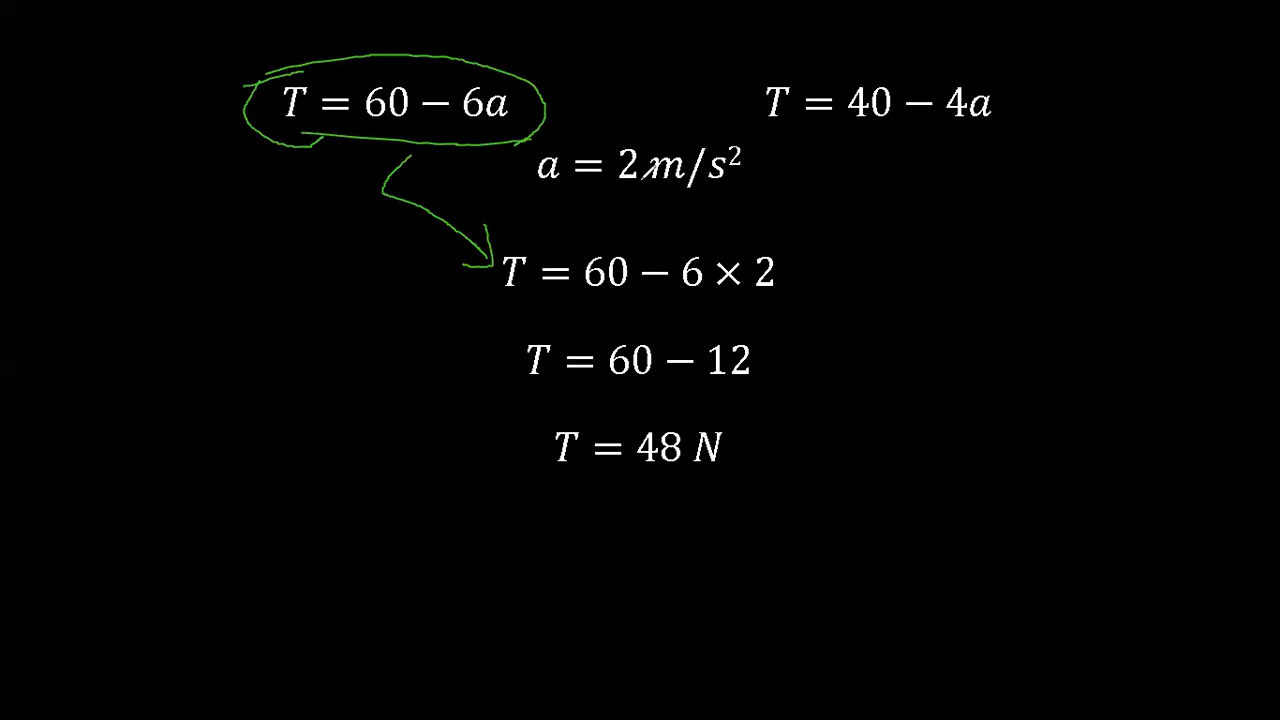 T = 60 − 6a
T = 40 − 4a
a = 2m/s²
T = 60 − 6 × 2
T = 60 − 12
T = 48 N